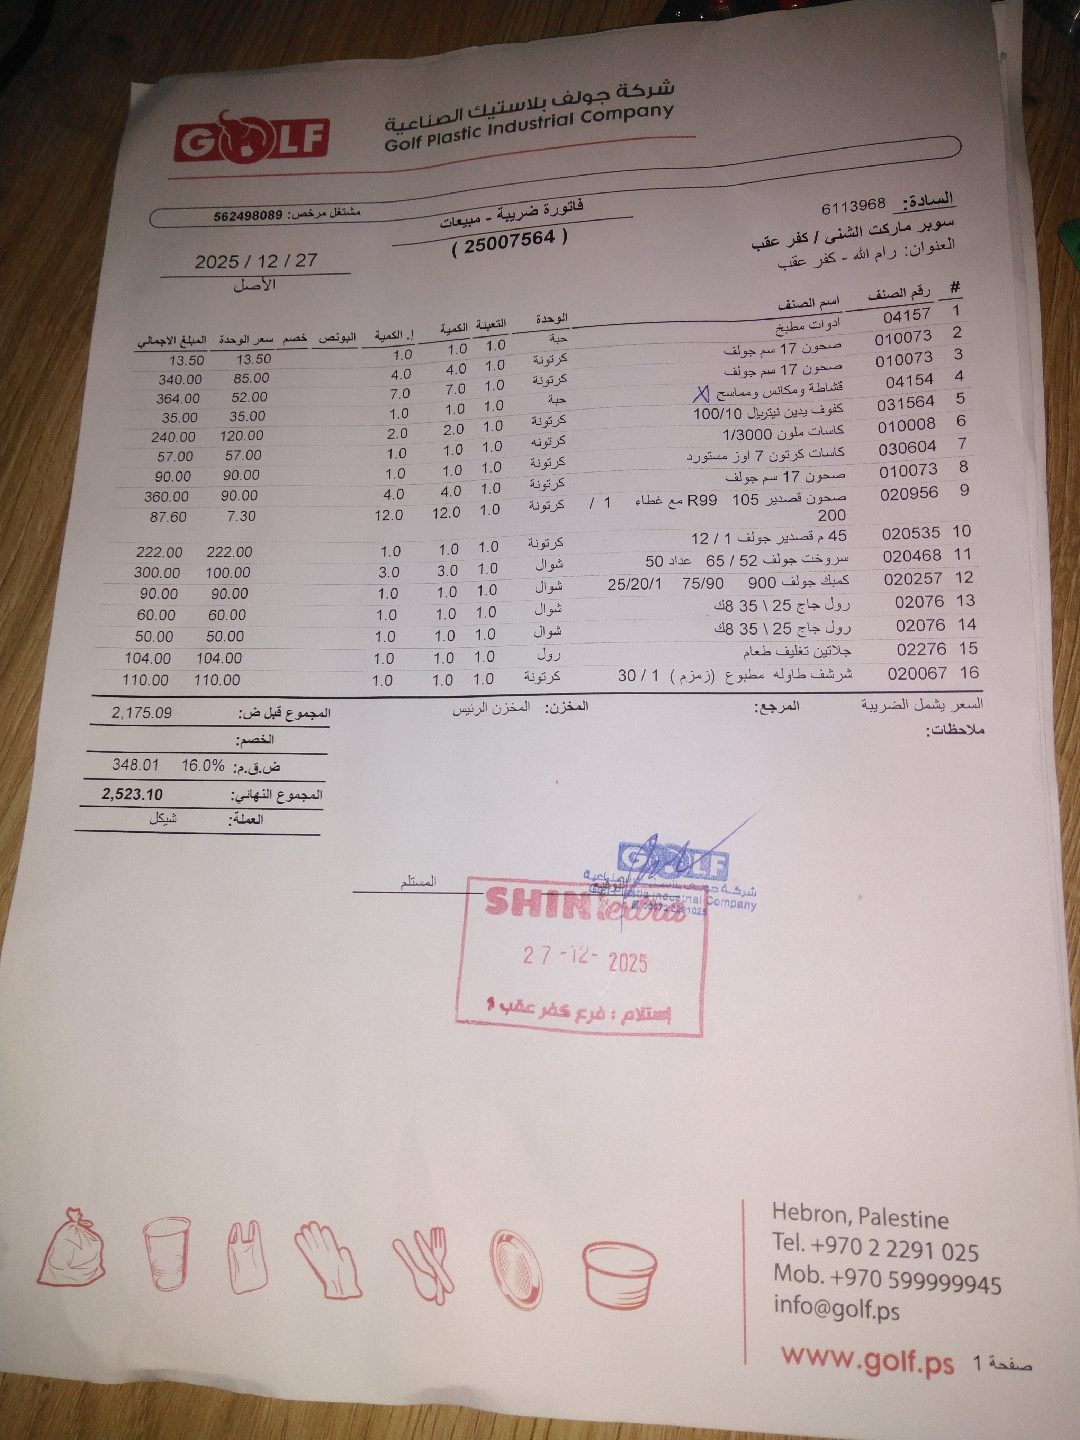 GOLF
شركة جولف بلاستيك الصناعية
Golf Plastic Industrial Company
مشتغل مرخص: 562498089
فاتورة ضريبة - مبيعات
( 25007564 )
السادة: 6113968
سوبر ماركت الشني / كفر عقب
العنوان: رام الله - كفر عقب
2025 / 12 / 27
الأصل
# رقم الصنف اسم الصنف الوحدة التعبئة الكمية إ. الكمية البونص خصم سعر الوحدة المبلغ الاجمالي
1 04157 ادوات مطبخ حبة 1.0 1.0 1.0 13.50 13.50
2 010073 صحون 17 سم جولف كرتونة 1.0 4.0 4.0 85.00 340.00
3 010073 صحون 17 سم جولف كرتونة 1.0 7.0 7.0 52.00 364.00
4 04154 قشاطة ومكانس ومماسح حبة 1.0 1.0 1.0 35.00 35.00
5 031564 كفوف يدين نيتريل 100/10 كرتونة 1.0 2.0 2.0 120.00 240.00
6 010008 كاسات ملون 1/3000 كرتونه 1.0 1.0 1.0 57.00 57.00
7 030604 كاسات كرتون 7 اوز مستورد كرتونة 1.0 1.0 1.0 90.00 90.00
8 010073 صحون 17 سم جولف كرتونة 1.0 4.0 4.0 90.00 360.00
9 020956 صحون قصدير 105 R99 مع غطاء 1 / 200 كرتونة 1.0 12.0 12.0 7.30 87.60
10 020535 45 م قصدير جولف 1 / 12 كرتونة 1.0 1.0 1.0 222.00 222.00
11 020468 سروخت جولف 52 / 65 عداد 50 شوال 1.0 3.0 3.0 100.00 300.00
12 020257 كمبك جولف 900 75/90 25/20/1 شوال 1.0 1.0 1.0 90.00 90.00
13 02076 رول جاج 25 \ 35 8ك شوال 1.0 1.0 1.0 60.00 60.00
14 02076 رول جاج 25 \ 35 8ك شوال 1.0 1.0 1.0 50.00 50.00
15 02276 جلاتين تغليف طعام رول 1.0 1.0 1.0 104.00 104.00
16 020067 شرشف طاوله مطبوع (زمزم ) 1 / 30 كرتونة 1.0 1.0 1.0 110.00 110.00
السعر يشمل الضريبة المرجع: المخزن: المخزن الرئيس
ملاحظات:
المجموع قبل ض: 2,175.09
الخصم:
ض.ق.م: 16.0% 348.01
المجموع النهائي: 2,523.10
العملة: شيكل
المستلم
GOLF
شركة جولف بلاستيك الصناعية
Golf Plastic Industrial Company
SHINI extra
27-12-2025
إستلام : فرع كفر عقب 1
Hebron, Palestine
Tel. +970 2 2291 025
Mob. +970 599999945
info@golf.ps
www.golf.ps
صفحة 1